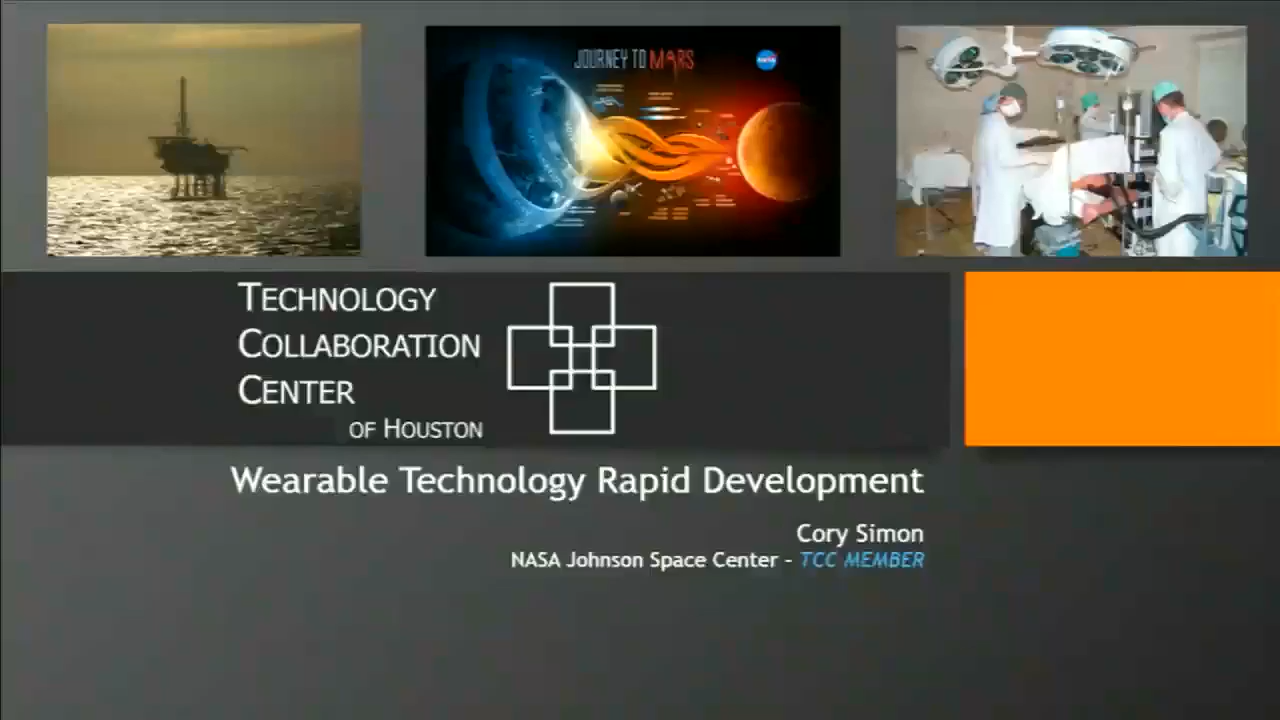 JOURNEY TO MARS
NASA
TECHNOLOGY
COLLABORATION
CENTER
OF HOUSTON
Wearable Technology Rapid Development
Cory Simon
NASA Johnson Space Center - TCC MEMBER